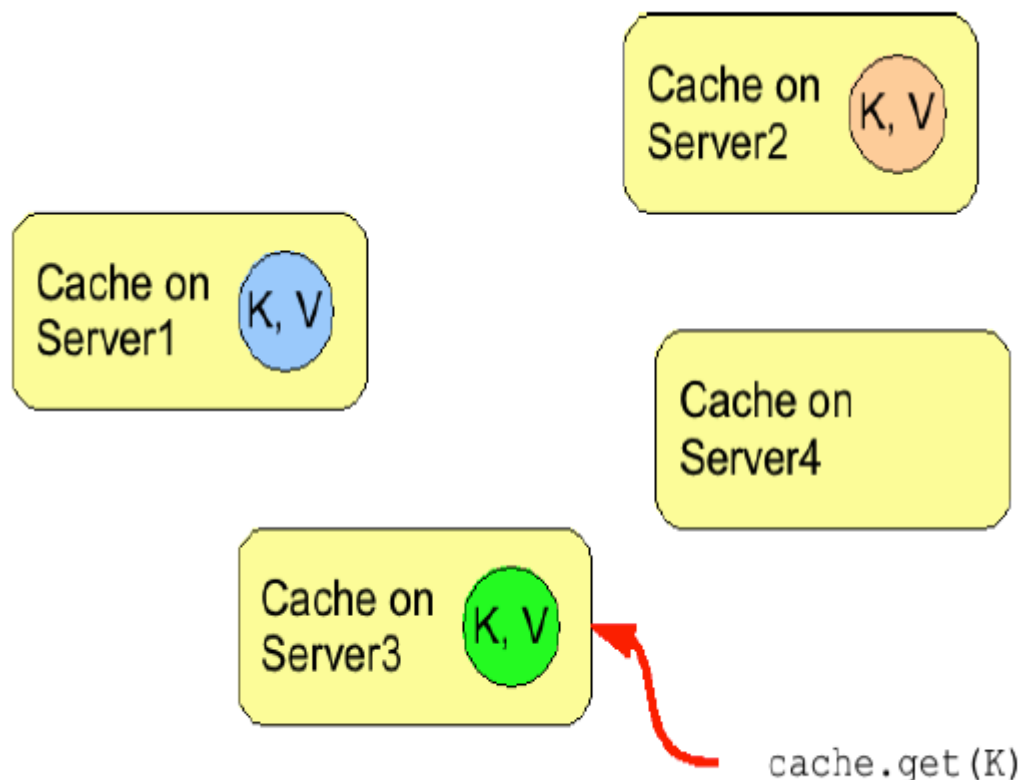 Cache on
Server2
K, V
Cache on
Server1
K, V
Cache on
Server4
Cache on
Server3
K, V
cache.get(K)